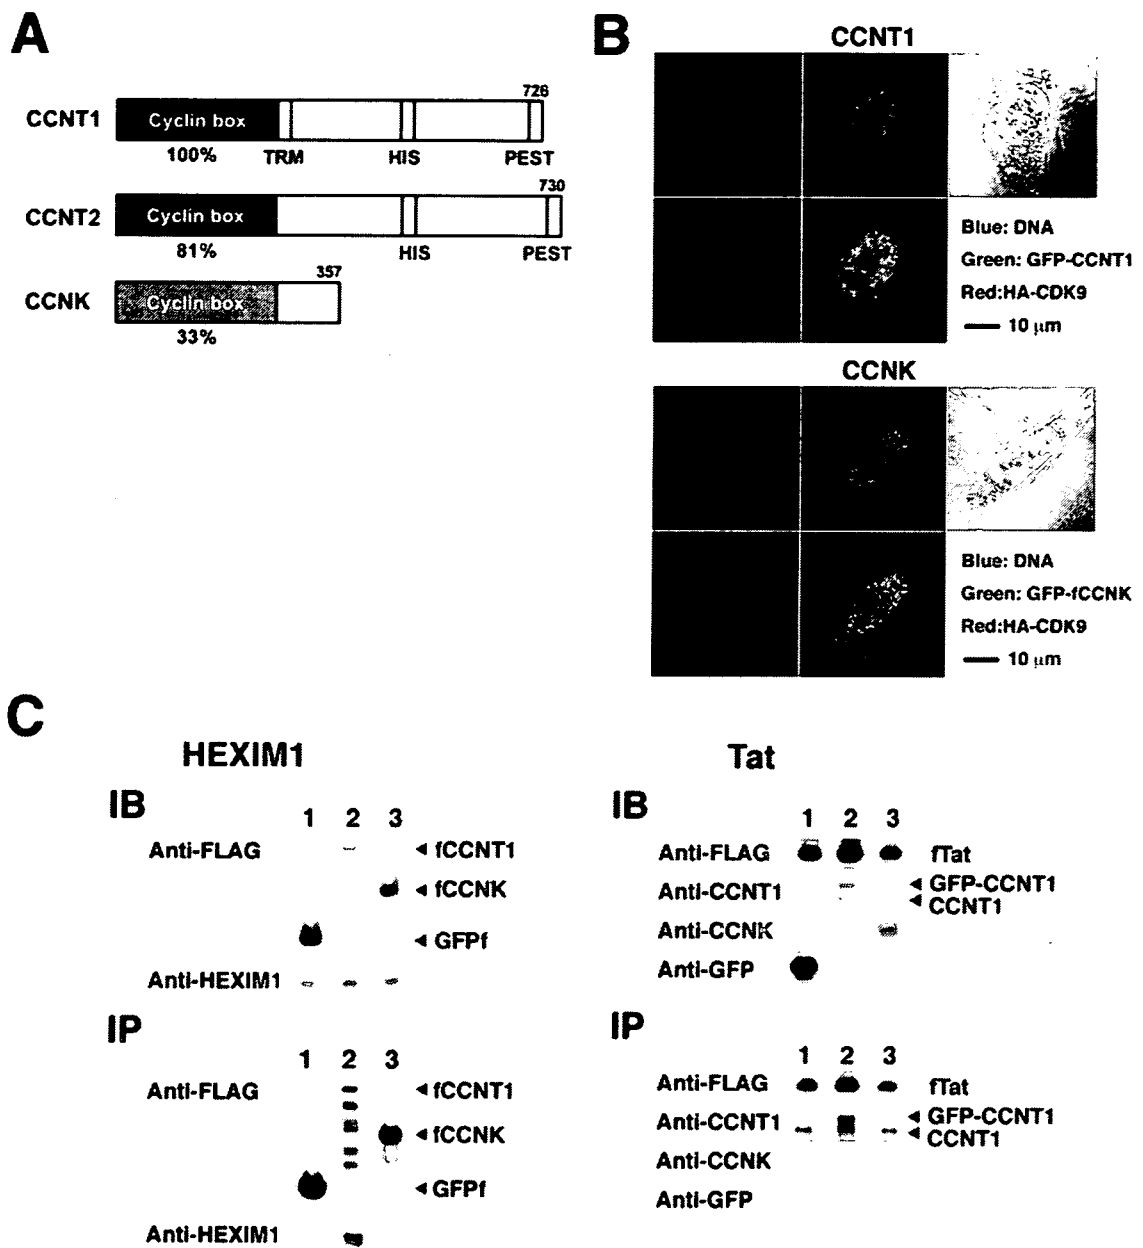 A
726
CCNT1
Cyclin box
100%
TRM
HIS
PEST
730
CCNT2
Cyclin box
81%
HIS
PEST
357
CCNK
Cyclin box
33%
B
CCNT1
Blue: DNA
Green: GFP-CCNT1
Red:HA-CDK9
10 µm
CCNK
Blue: DNA
Green: GFP-fCCNK
Red:HA-CDK9
10 µm
C
HEXIM1
IB
1 2 3
Anti-FLAG
fCCNT1
fCCNK
GFPf
Anti-HEXIM1
IP
1 2 3
Anti-FLAG
fCCNT1
fCCNK
GFPf
Anti-HEXIM1
Tat
IB
1 2 3
Anti-FLAG fTat
Anti-CCNT1
GFP-CCNT1
CCNT1
Anti-CCNK
Anti-GFP
IP
1 2 3
Anti-FLAG fTat
Anti-CCNT1
GFP-CCNT1
CCNT1
Anti-CCNK
Anti-GFP